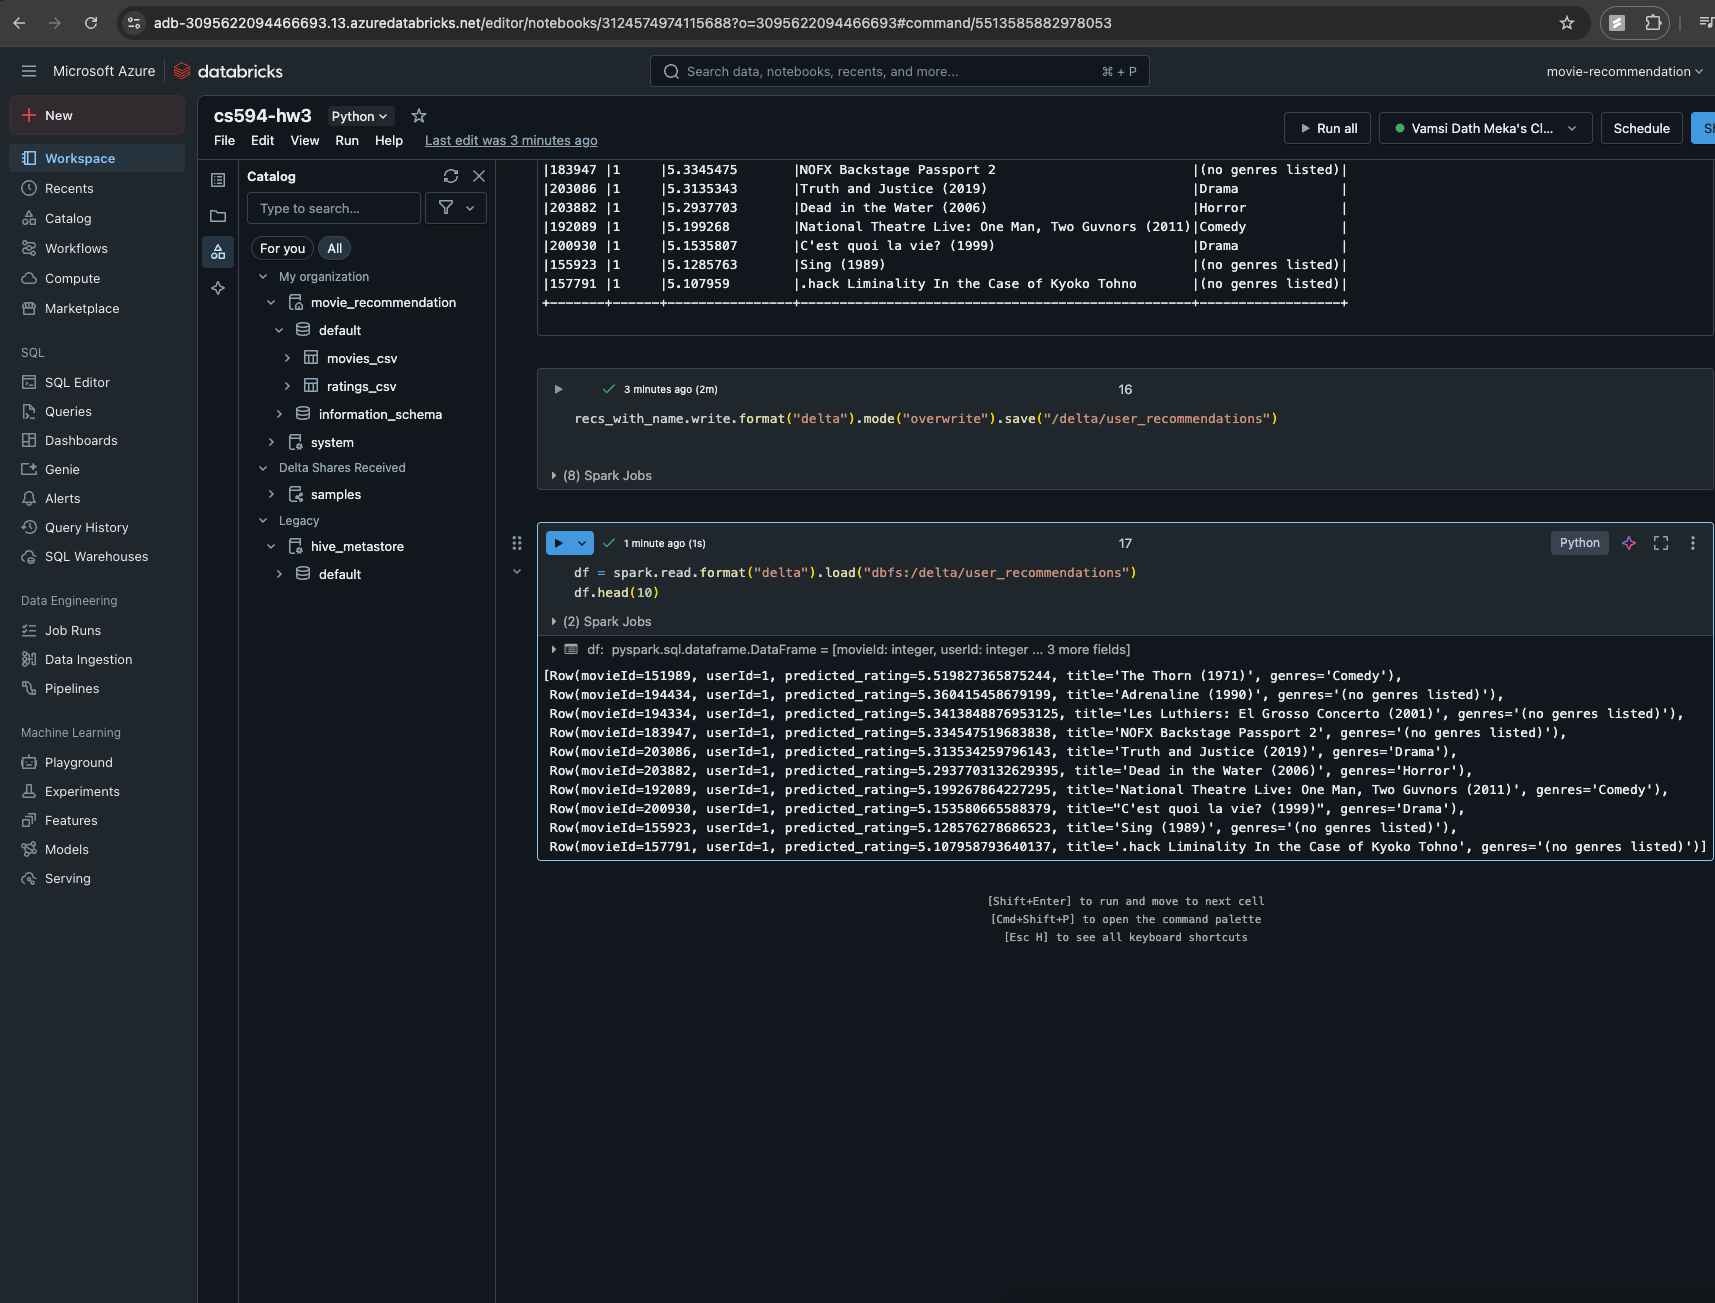 adb-3095622094466693.13.azuredatabricks.net/editor/notebooks/3124574974115688?o=3095622094466693#command/5513585882978053
Microsoft Azure databricks Search data, notebooks, recents, and more... ⌘ + P movie-recommendation
New
Workspace
Recents
Catalog
Workflows
Compute
Marketplace
SQL
SQL Editor
Queries
Dashboards
Genie
Alerts
Query History
SQL Warehouses
Data Engineering
Job Runs
Data Ingestion
Pipelines
Machine Learning
Playground
Experiments
Features
Models
Serving
cs594-hw3 Python
File Edit View Run Help Last edit was 3 minutes ago
Run all Vamsi Dath Meka's Cl... Schedule
Catalog
Type to search...
For you All
My organization
movie_recommendation
default
movies_csv
ratings_csv
information_schema
system
Delta Shares Received
samples
Legacy
hive_metastore
default
|183947 |1 |5.3345475 |NOFX Backstage Passport 2 |(no genres listed)|
|203086 |1 |5.3135343 |Truth and Justice (2019) |Drama |
|203882 |1 |5.2937703 |Dead in the Water (2006) |Horror |
|192089 |1 |5.199268 |National Theatre Live: One Man, Two Guvnors (2011)|Comedy |
|200930 |1 |5.1535807 |C'est quoi la vie? (1999) |Drama |
|155923 |1 |5.1285763 |Sing (1989) |(no genres listed)|
|157791 |1 |5.107959 |.hack Liminality In the Case of Kyoko Tohno |(no genres listed)|
+-------+------+----------------+--------------------------------------------------+------------------+
3 minutes ago (2m) 16
recs_with_name.write.format("delta").mode("overwrite").save("/delta/user_recommendations")
(8) Spark Jobs
1 minute ago (1s) 17 Python
df = spark.read.format("delta").load("dbfs:/delta/user_recommendations")
df.head(10)
(2) Spark Jobs
df: pyspark.sql.dataframe.DataFrame = [movieId: integer, userId: integer ... 3 more fields]
[Row(movieId=151989, userId=1, predicted_rating=5.519827365875244, title='The Thorn (1971)', genres='Comedy'),
Row(movieId=194434, userId=1, predicted_rating=5.360415458679199, title='Adrenaline (1990)', genres='(no genres listed)'),
Row(movieId=194334, userId=1, predicted_rating=5.3413848876953125, title='Les Luthiers: El Grosso Concerto (2001)', genres='(no genres listed)'),
Row(movieId=183947, userId=1, predicted_rating=5.334547519683838, title='NOFX Backstage Passport 2', genres='(no genres listed)'),
Row(movieId=203086, userId=1, predicted_rating=5.313534259796143, title='Truth and Justice (2019)', genres='Drama'),
Row(movieId=203882, userId=1, predicted_rating=5.2937703132629395, title='Dead in the Water (2006)', genres='Horror'),
Row(movieId=192089, userId=1, predicted_rating=5.199267864227295, title='National Theatre Live: One Man, Two Guvnors (2011)', genres='Comedy'),
Row(movieId=200930, userId=1, predicted_rating=5.153580665588379, title="C'est quoi la vie? (1999)", genres='Drama'),
Row(movieId=155923, userId=1, predicted_rating=5.128576278686523, title='Sing (1989)', genres='(no genres listed)'),
Row(movieId=157791, userId=1, predicted_rating=5.107958793640137, title='.hack Liminality In the Case of Kyoko Tohno', genres='(no genres listed)')]
[Shift+Enter] to run and move to next cell
[Cmd+Shift+P] to open the command palette
[Esc H] to see all keyboard shortcuts